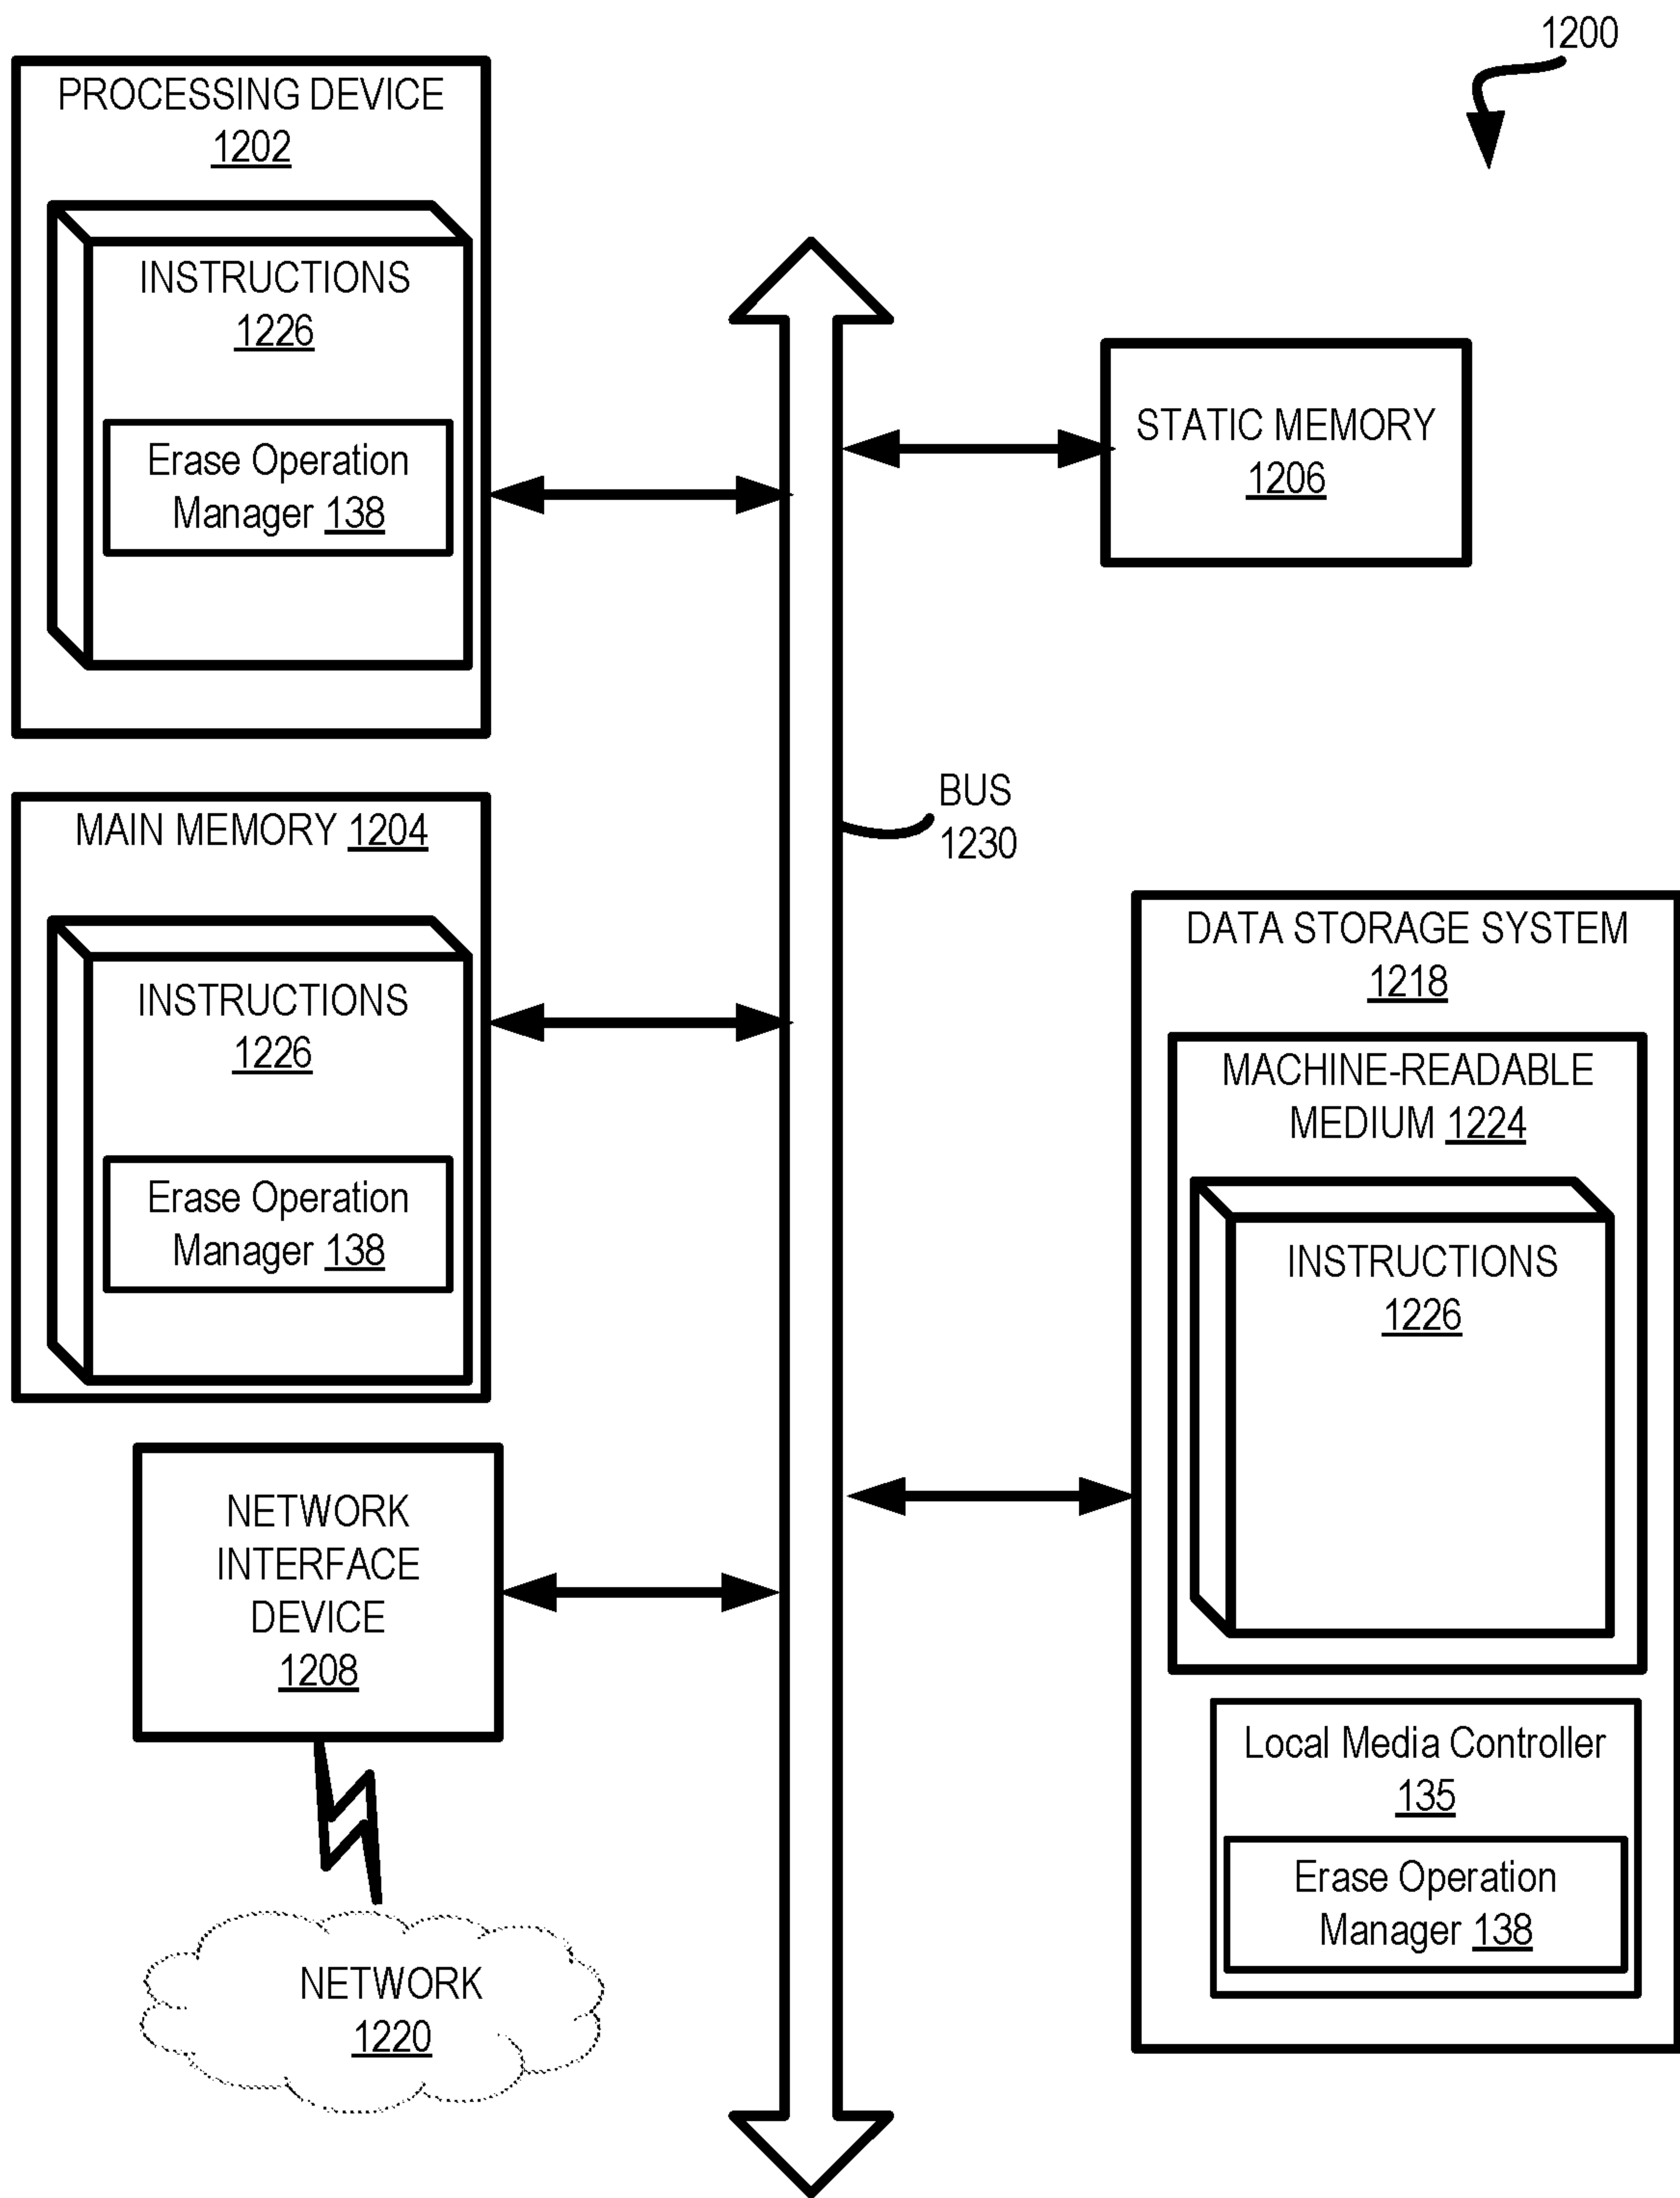 1200
PROCESSING DEVICE
1202
INSTRUCTIONS
1226
Erase Operation
Manager 138
STATIC MEMORY
1206
BUS
1230
MAIN MEMORY 1204
INSTRUCTIONS
1226
Erase Operation
Manager 138
DATA STORAGE SYSTEM
1218
MACHINE-READABLE
MEDIUM 1224
INSTRUCTIONS
1226
Local Media Controller
135
Erase Operation
Manager 138
NETWORK
INTERFACE
DEVICE
1208
NETWORK
1220